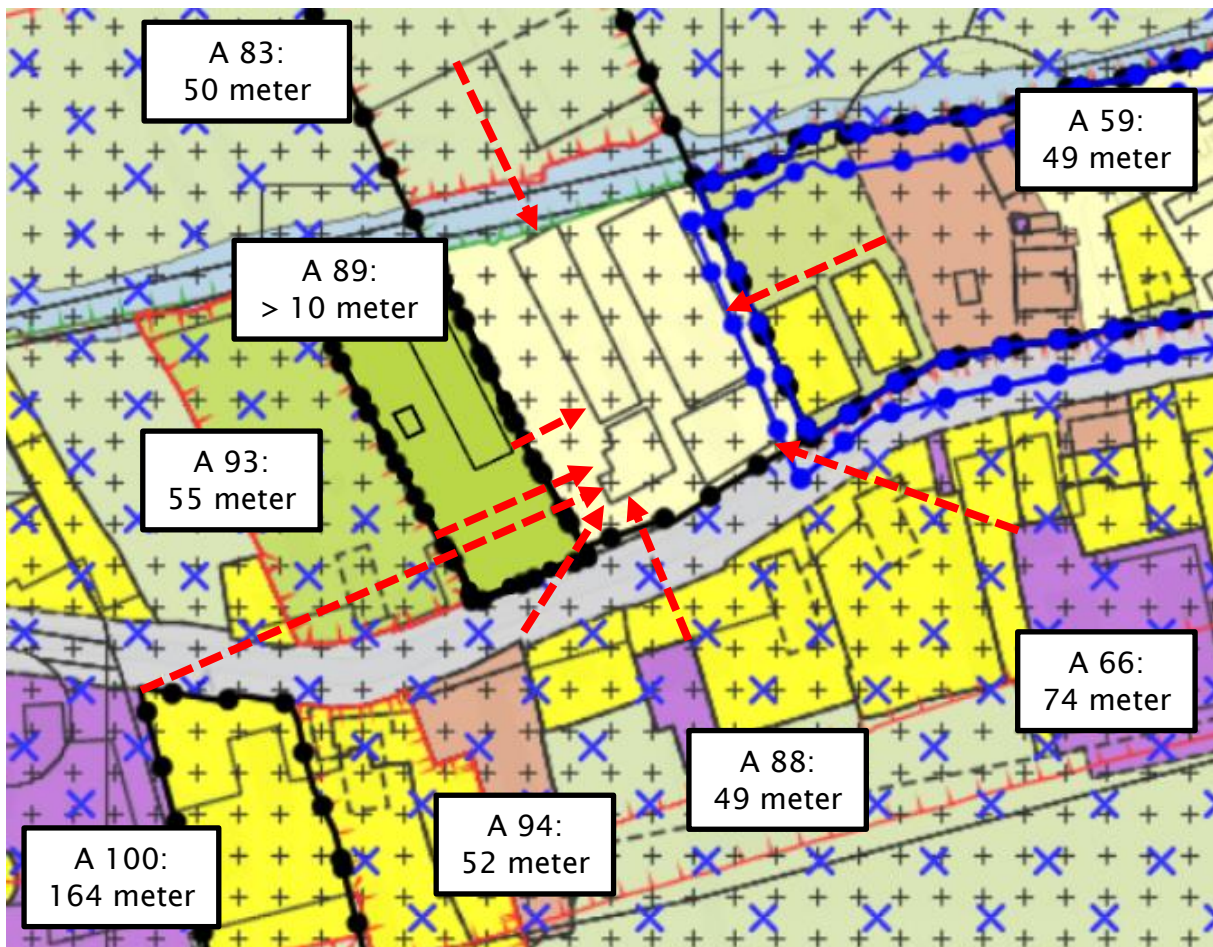 A 83:
50 meter
A 59:
49 meter
A 89:
> 10 meter
A 93:
55 meter
A 66:
74 meter
A 88:
49 meter
A 94:
52 meter
A 100:
164 meter